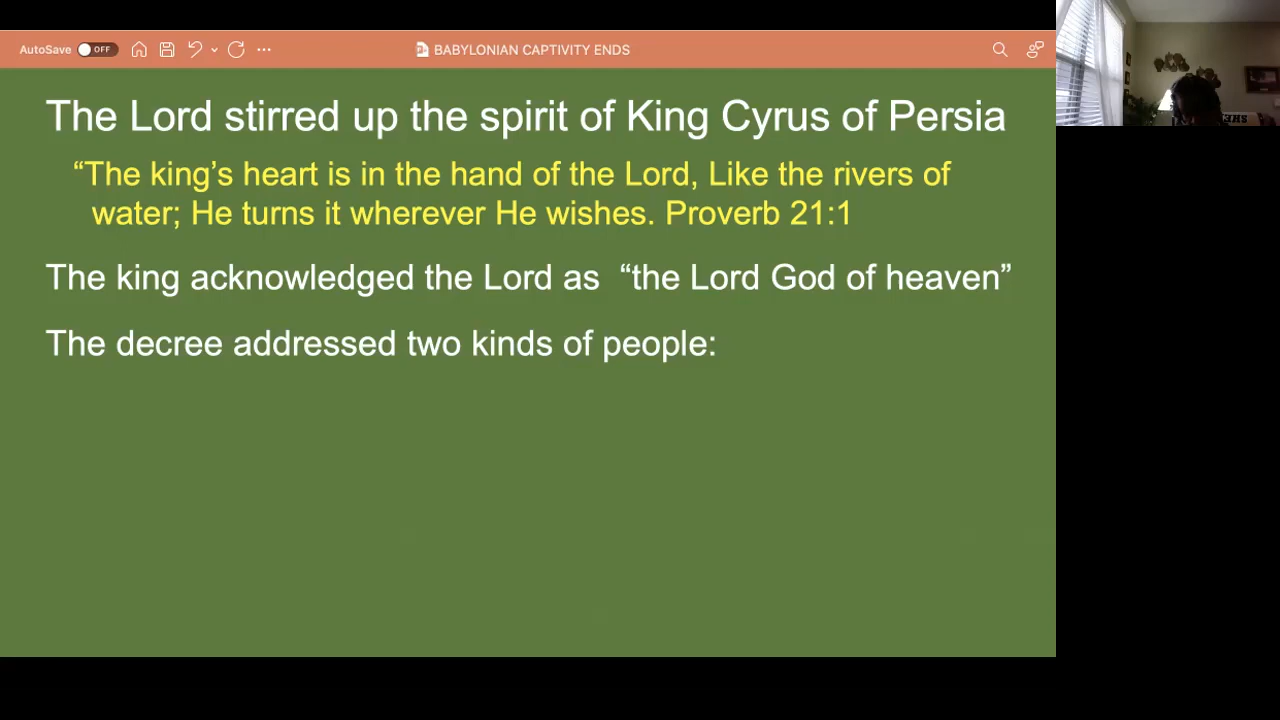 AutoSave OFF
BABYLONIAN CAPTIVITY ENDS
The Lord stirred up the spirit of King Cyrus of Persia
“The king’s heart is in the hand of the Lord, Like the rivers of
water; He turns it wherever He wishes. Proverb 21:1
The king acknowledged the Lord as “the Lord God of heaven”
The decree addressed two kinds of people: